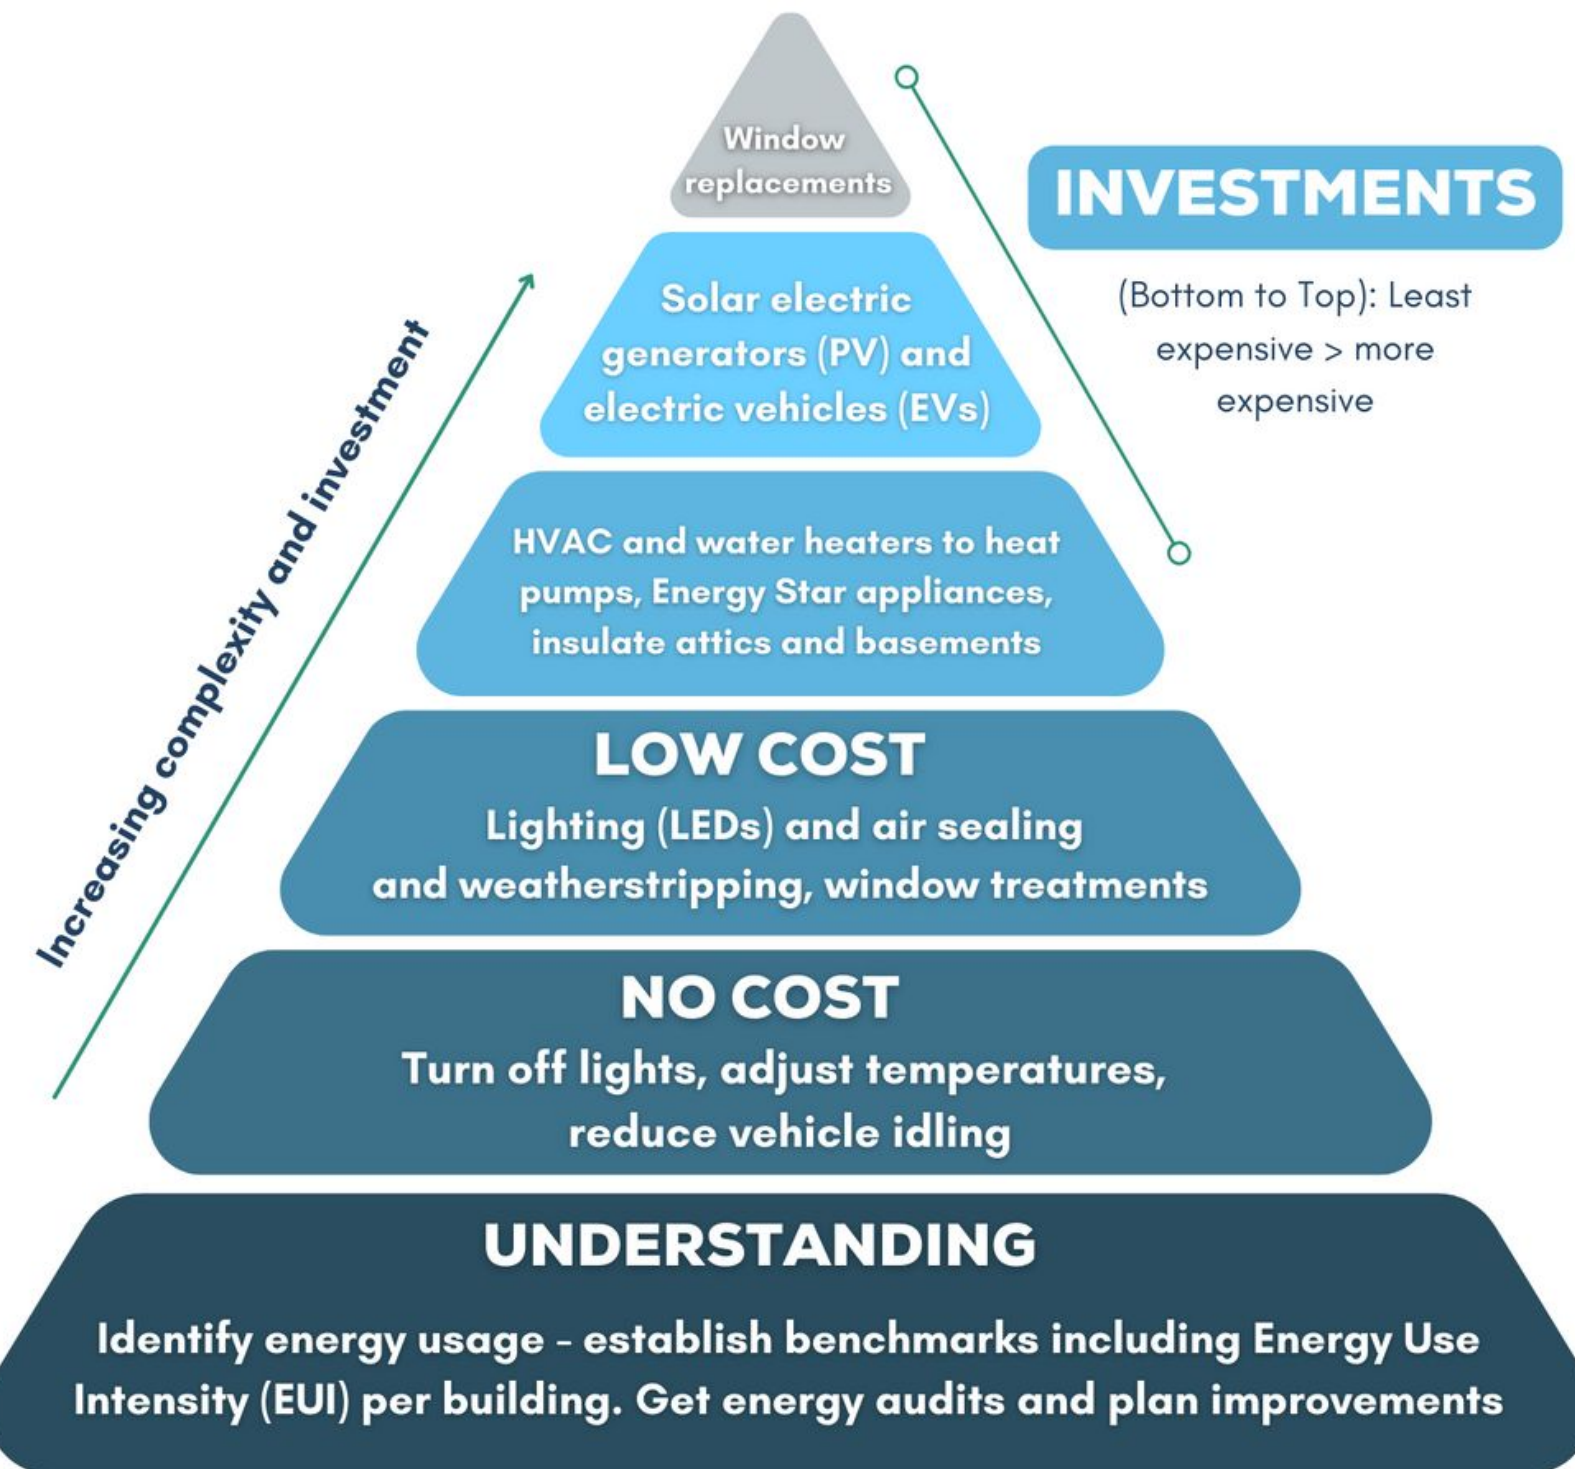 Window
replacements
INVESTMENTS
(Bottom to Top): Least
expensive > more
expensive
Solar electric
generators (PV) and
electric vehicles (EVs)
Increasing complexity and investment
HVAC and water heaters to heat
pumps, Energy Star appliances,
insulate attics and basements
LOW COST
Lighting (LEDs) and air sealing
and weatherstripping, window treatments
NO COST
Turn off lights, adjust temperatures,
reduce vehicle idling
UNDERSTANDING
Identify energy usage - establish benchmarks including Energy Use
Intensity (EUI) per building. Get energy audits and plan improvements